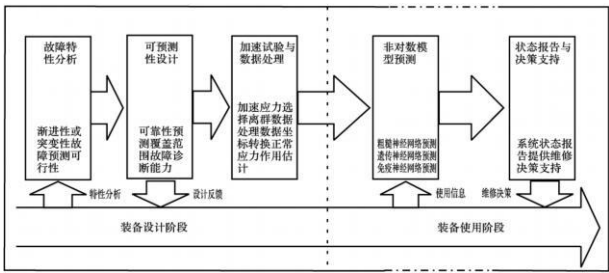 故障特
性分析
渐进性或
突变性故
障预测可
行性
可预测
性设计
可靠性预
测覆盖范
围故障诊
断能力
加速试验与
数据处理
加速应力选
择离群数据
处理数据坐
标转换正常
应力作用估
计
非对数模
型预测
粗糙神经网络预测
遗传神经网络预测
免疫神经网络预测
状态报告与
决策支持
系统状态报
告提供维修
决策支持
特性分析
设计反馈
使用信息
维修决策
装备设计阶段
装备使用阶段